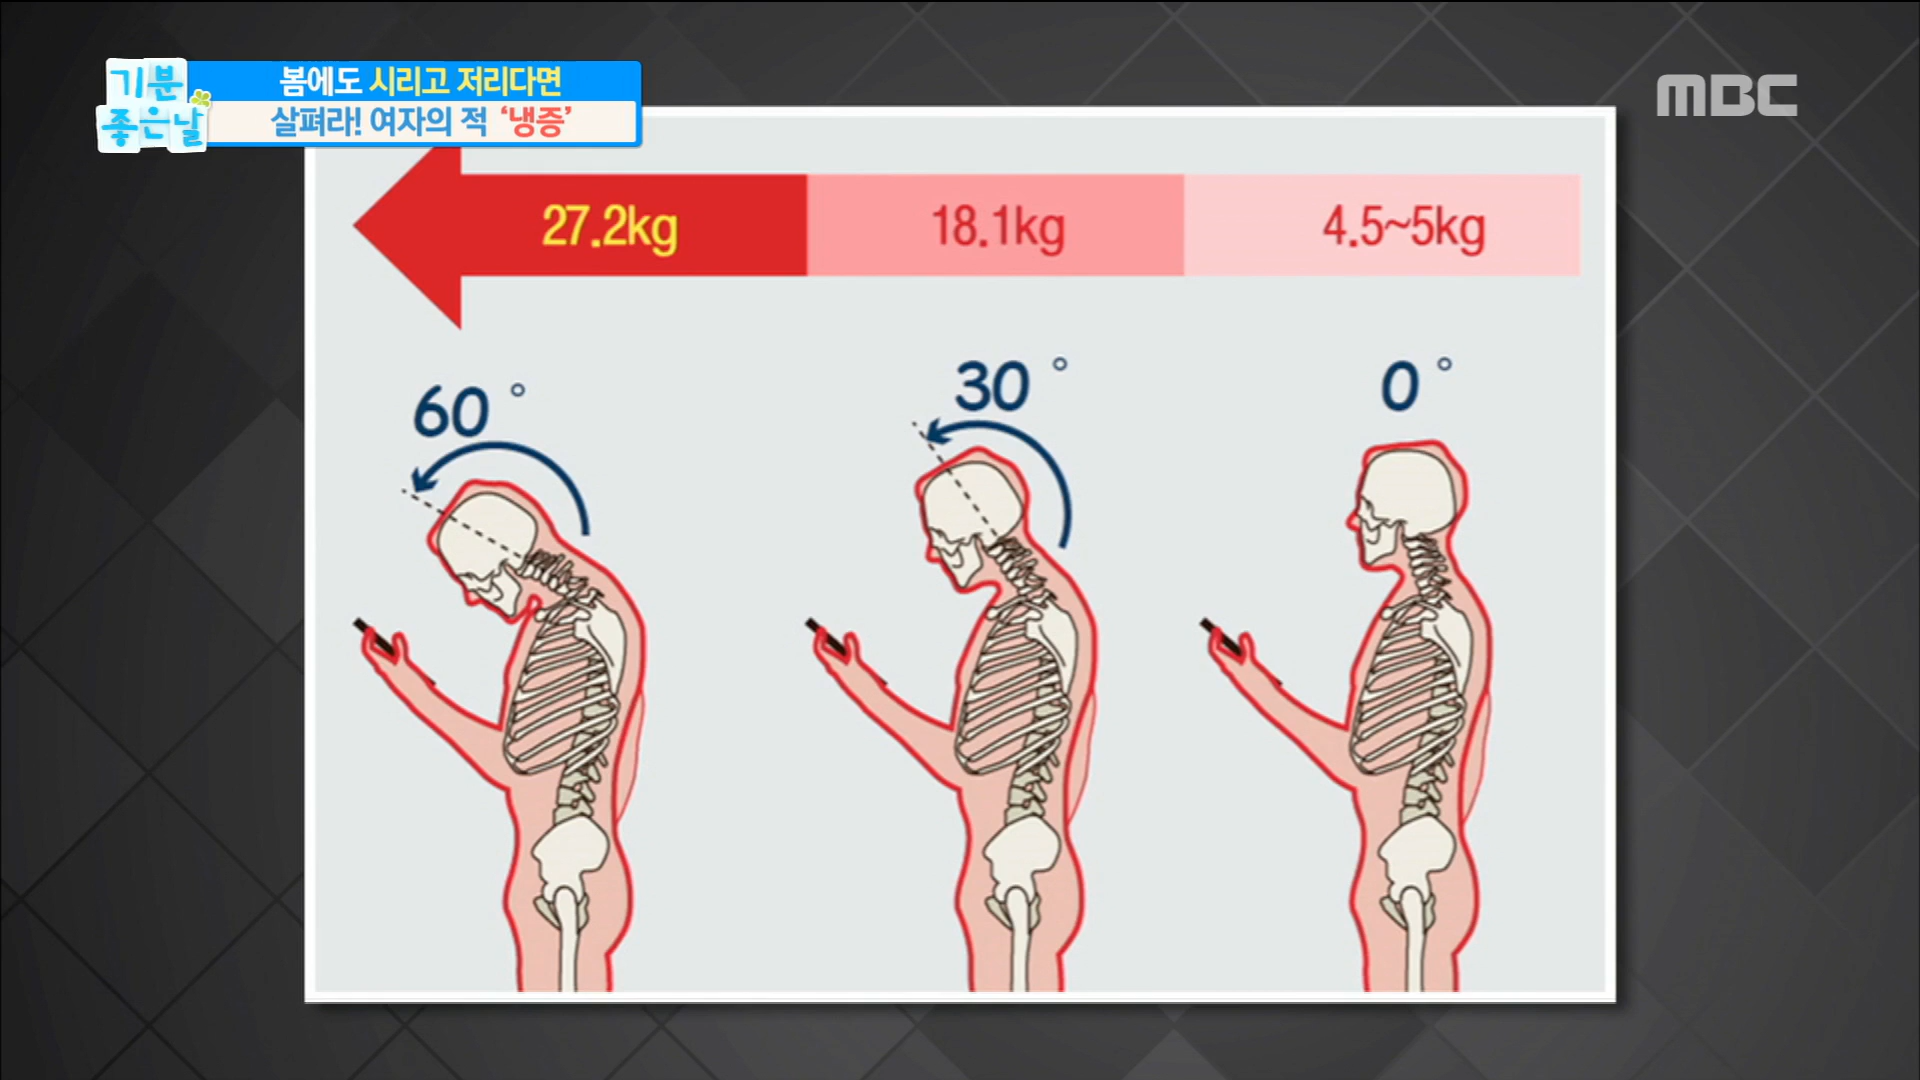 기분
좋은날
봄에도 시리고 저리다면
살펴라! 여자의 적 ‘냉증’
MBC
27.2kg
18.1kg
4.5~5kg
60°
30°
0°